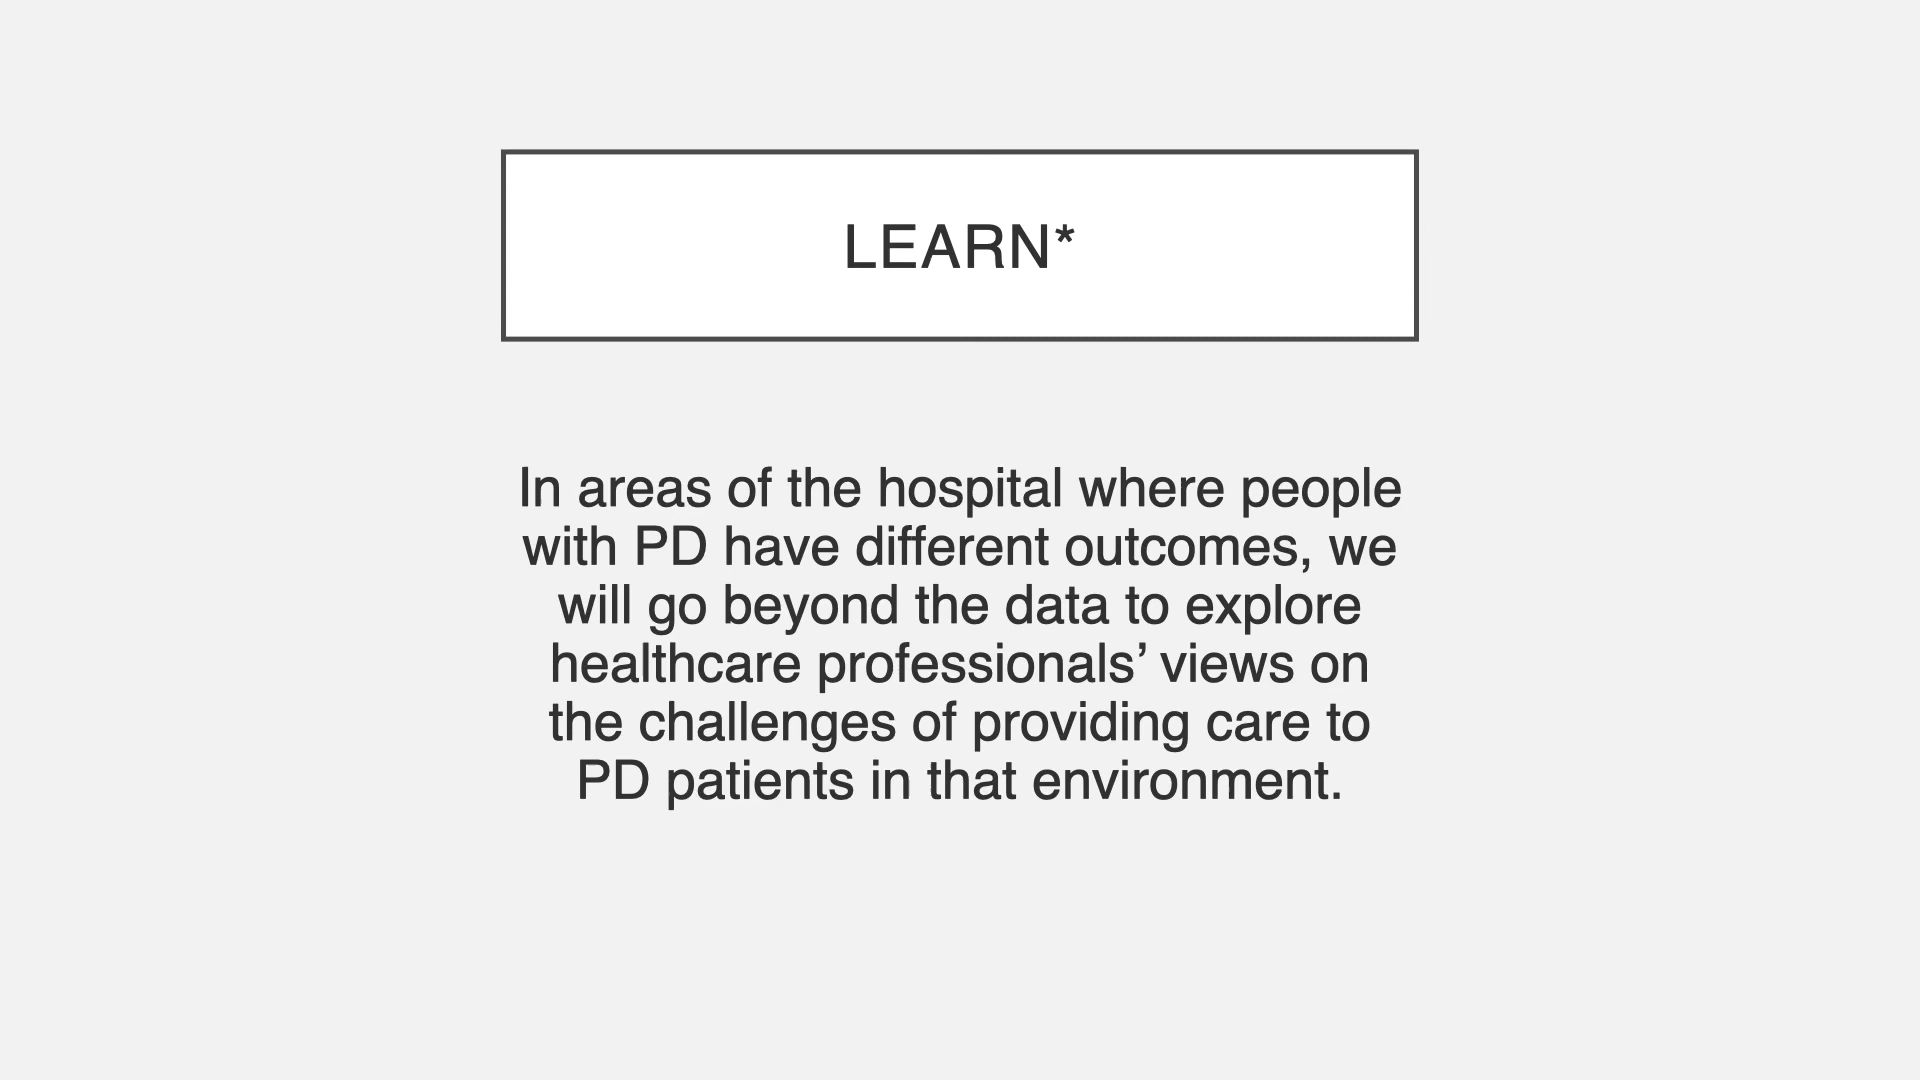 LEARN*
In areas of the hospital where people
with PD have different outcomes, we
will go beyond the data to explore
healthcare professionals’ views on
the challenges of providing care to
PD patients in that environment.